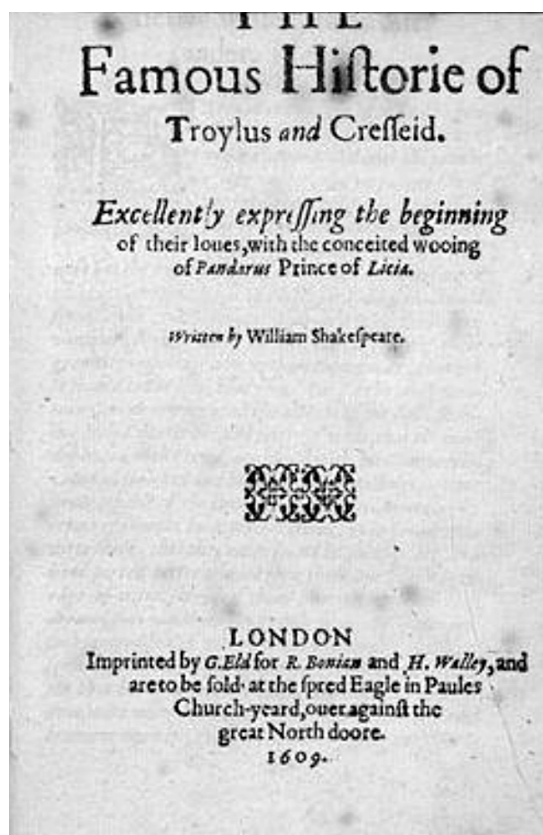 THE
Famous Hiſtorie of
Troylus and Creſſeid.
Excellently expreſſing the beginning
of their loues, with the conceited wooing
of Pandarus Prince of Licia.
Written by William Shakeſpeare.
LONDON
Imprinted by G. Eld for R. Bonian and H. Walley, and
are to be ſold at the ſpred Eagle in Paules
Church-yeard, ouer againſt the
great North doore.
1609.